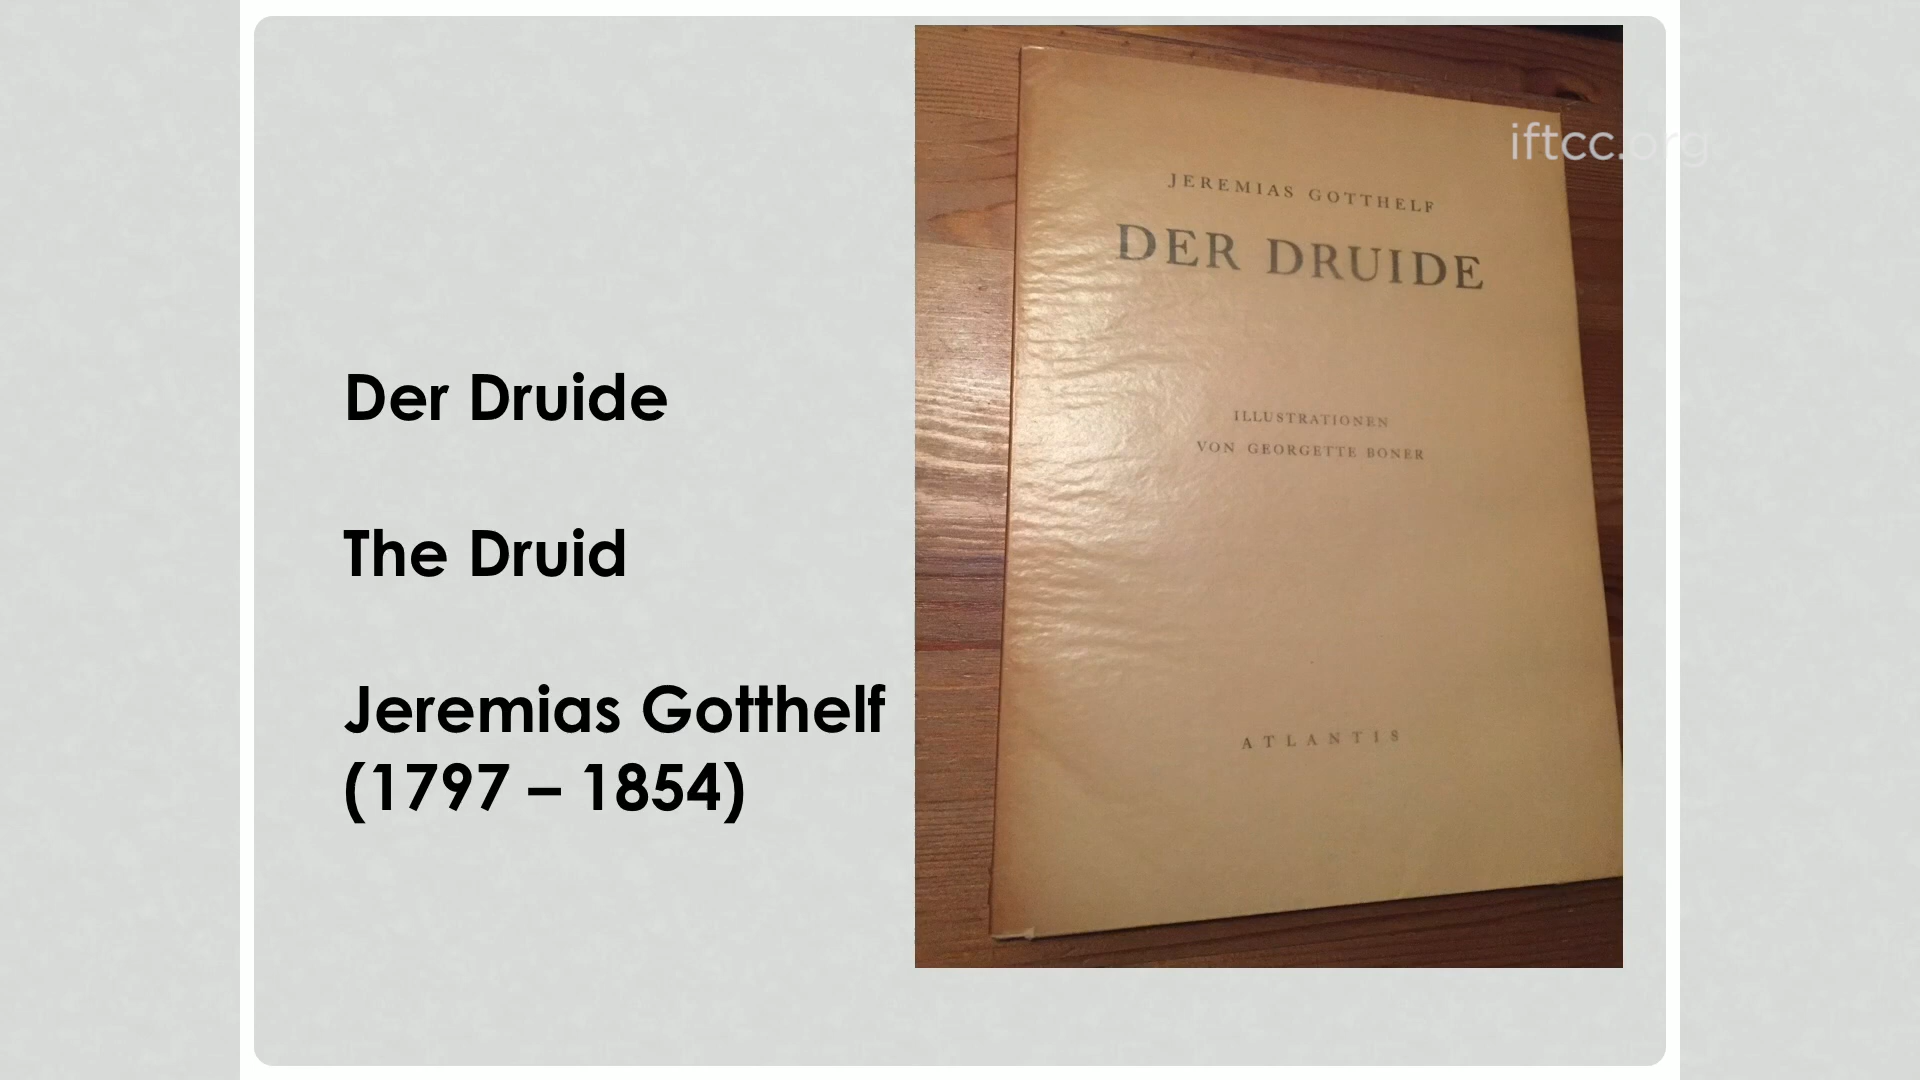 Der Druide
The Druid
Jeremias Gotthelf
(1797 – 1854)
iftcc.org
JEREMIAS GOTTHELF
DER DRUIDE
ILLUSTRATIONEN
VON GEORGETTE BONER
ATLANTIS